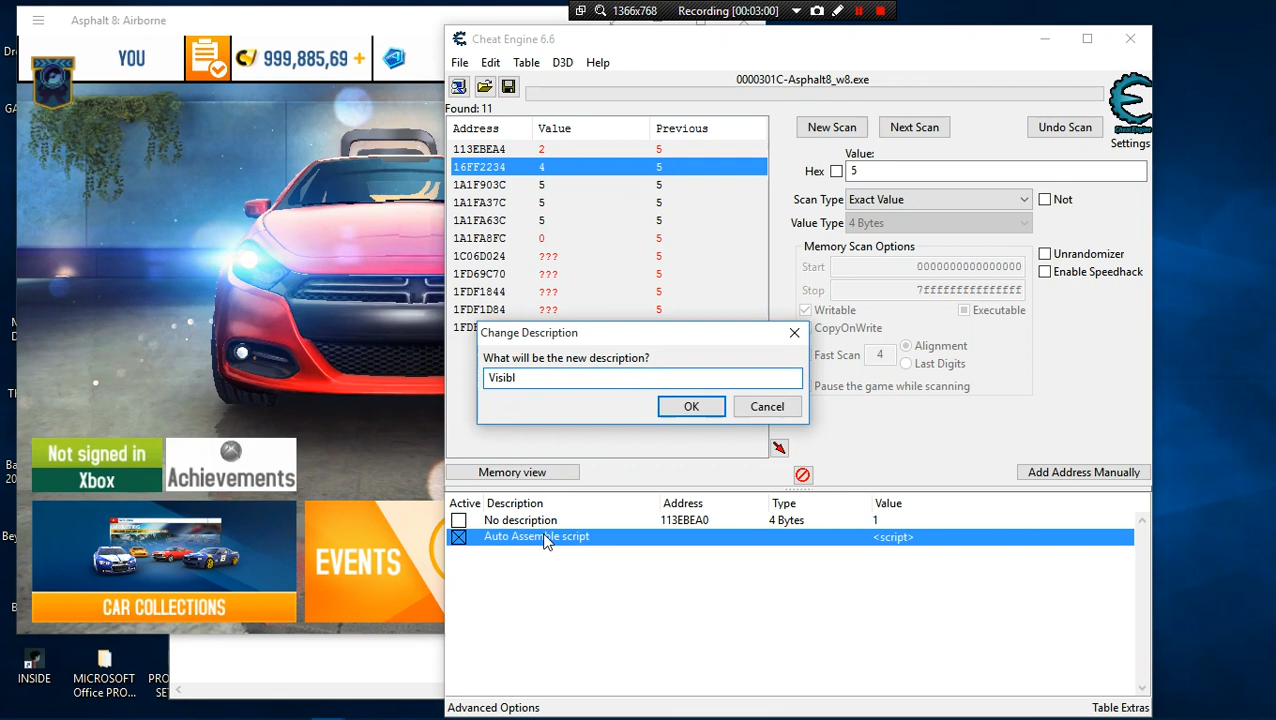 1366x768 Recording [00:03:00]
Asphalt 8: Airborne
YOU 999,885,69 +
Not signed in
Xbox
Achievements
CAR COLLECTIONS
EVENTS
INSIDE
MICROSOFT
Office PRO...
Cheat Engine 6.6
File Edit Table D3D Help
0000301C-Asphalt8_w8.exe
Found: 11
Address Value Previous
113EBEA4 2 5
16FF2234 4 5
1A1F903C 5 5
1A1FA37C 5 5
1A1FA63C 5 5
1A1FA8FC 0 5
1C06D024 ??? 5
1FD69C70 ??? 5
1FDF1844 ??? 5
1FDF1D84 ??? 5
New Scan Next Scan Undo Scan
Cheat Engine
Settings
Value:
Hex 5
Scan Type Exact Value Not
Value Type 4 Bytes
Memory Scan Options
Start 0000000000000000
Stop 7fffffffffffffff
Writable Executable
CopyOnWrite
Fast Scan 4 Alignment
Last Digits
Pause the game while scanning
Unrandomizer
Enable Speedhack
Change Description
What will be the new description?
Visibl
OK Cancel
Memory view Add Address Manually
Active Description Address Type Value
No description 113EBEA0 4 Bytes 1
Auto Assemble script <script>
Advanced Options Table Extras